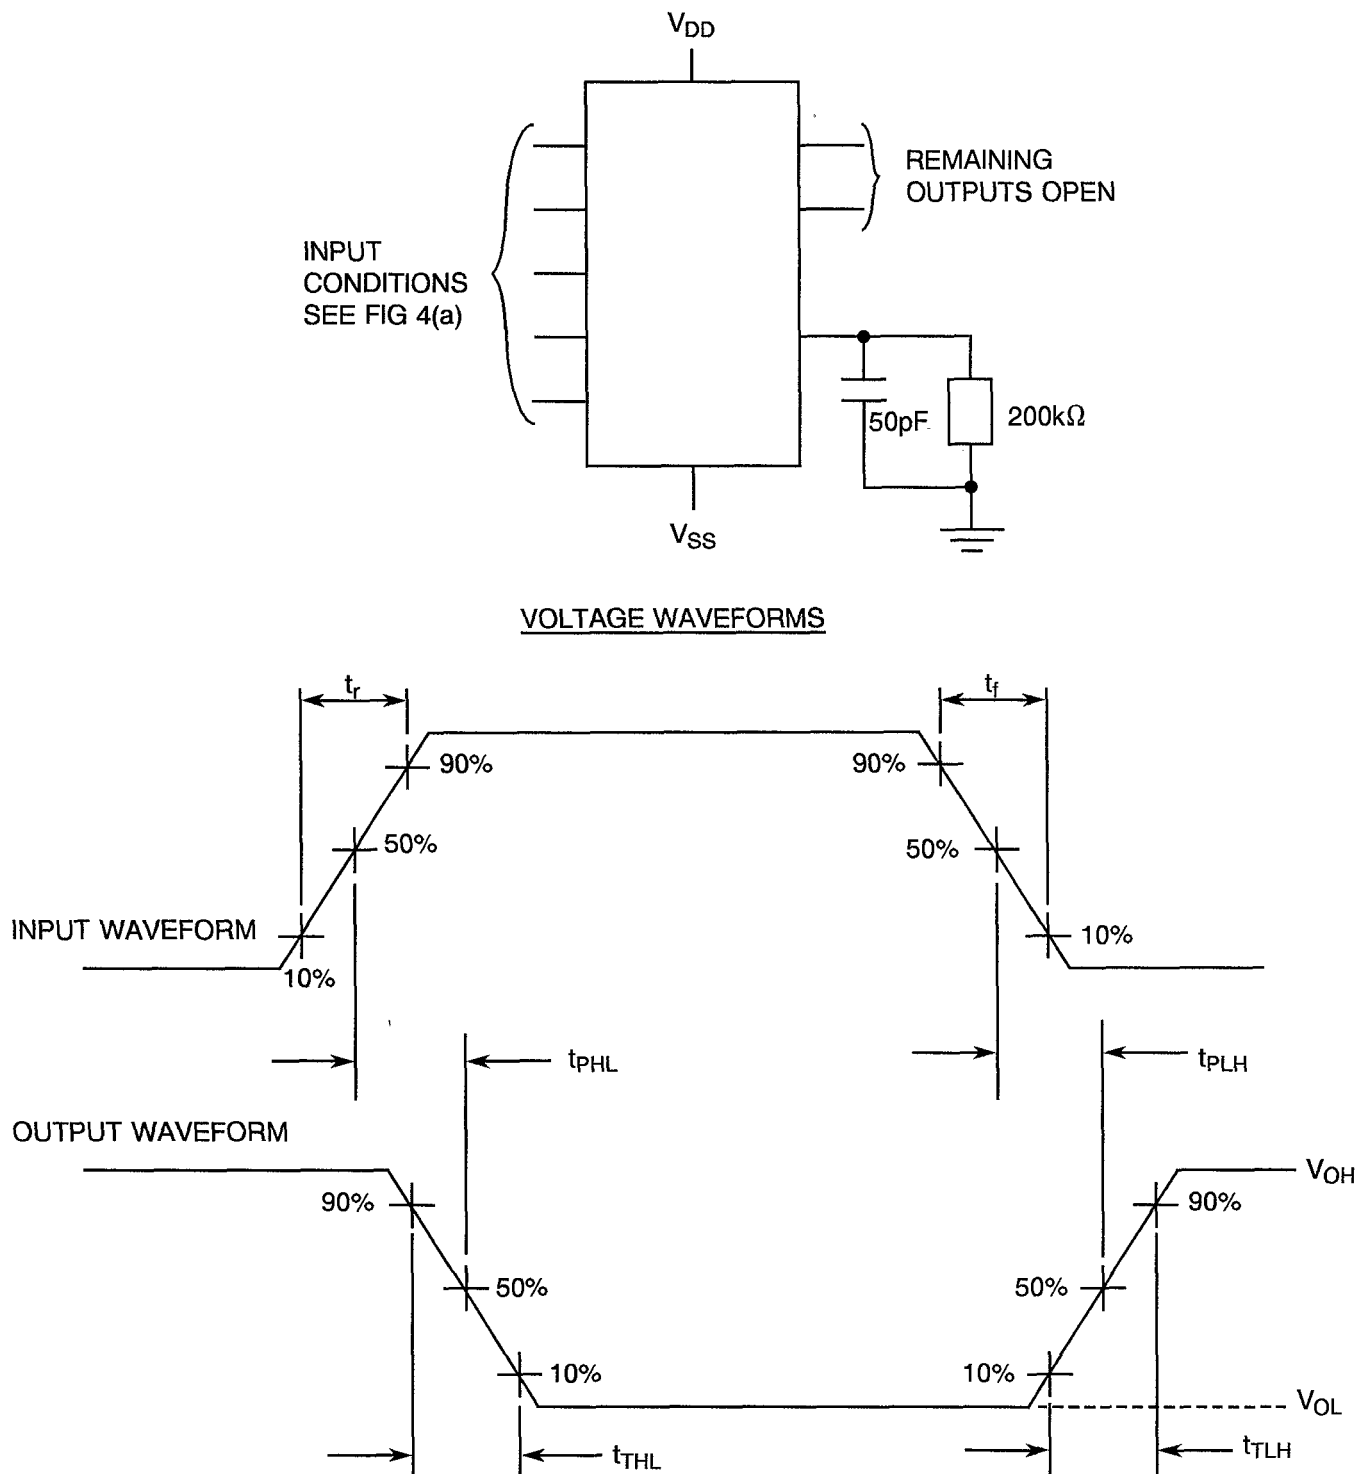 VDD
REMAINING
OUTPUTS OPEN
INPUT
CONDITIONS
SEE FIG 4(a)
50pF
200kΩ
VSS
VOLTAGE WAVEFORMS
tr
tf
90%
90%
50%
50%
INPUT WAVEFORM
10%
10%
tPHL
tPLH
OUTPUT WAVEFORM
VOH
90%
90%
50%
50%
10%
10%
VOL
tTHL
tTLH